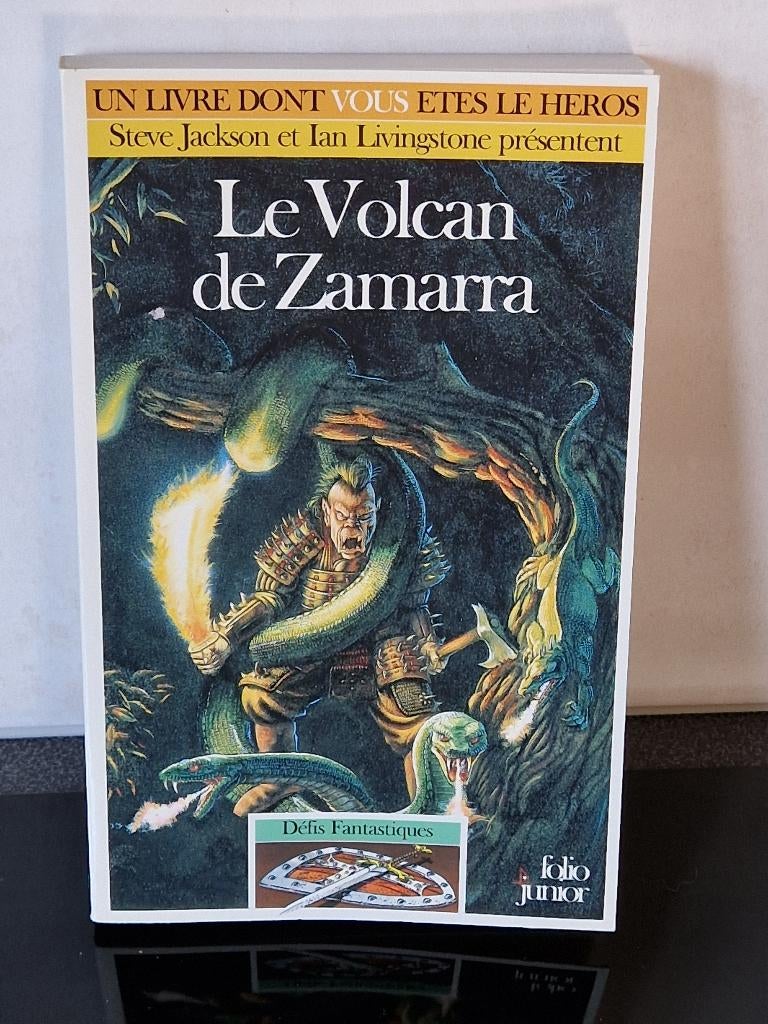 UN LIVRE DONT VOUS ETES LE HEROS
Steve Jackson et Ian Livingstone présentent
Le Volcan
de Zamarra
Défis Fantastiques
folio
junior